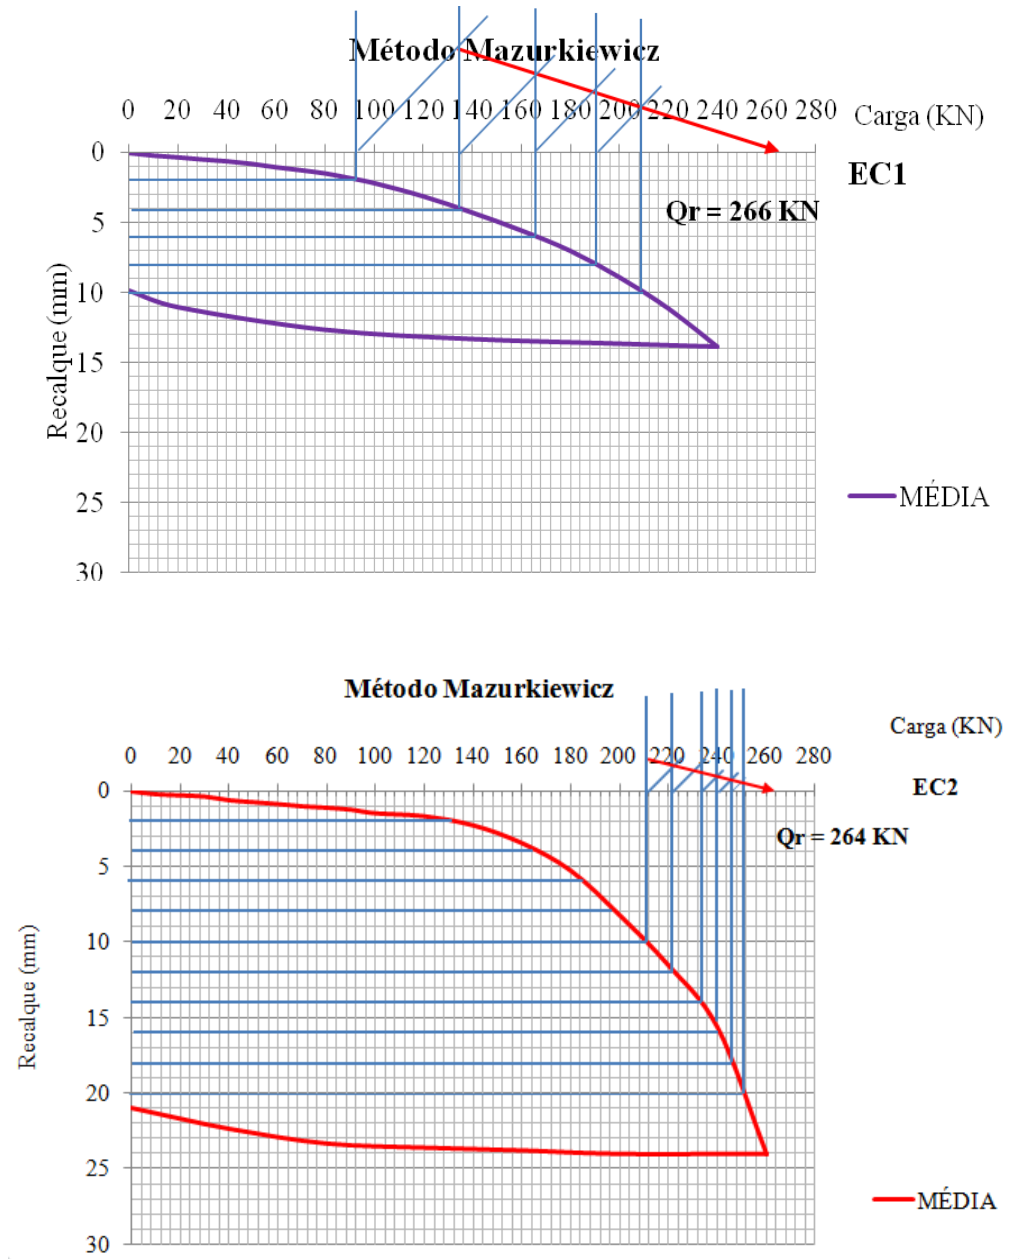 Método Mazurkiewicz
0 20 40 60 80 100 120 140 160 180 200 220 240 260 280 Carga (KN)
EC1
Qr = 266 KN
0
5
10
15
20
25
30
Recalque (mm)
MÉDIA
Método Mazurkiewicz
Carga (KN)
0 20 40 60 80 100 120 140 160 180 200 220 240 260 280
EC2
Qr = 264 KN
0
5
10
15
20
25
30
Recalque (mm)
MÉDIA